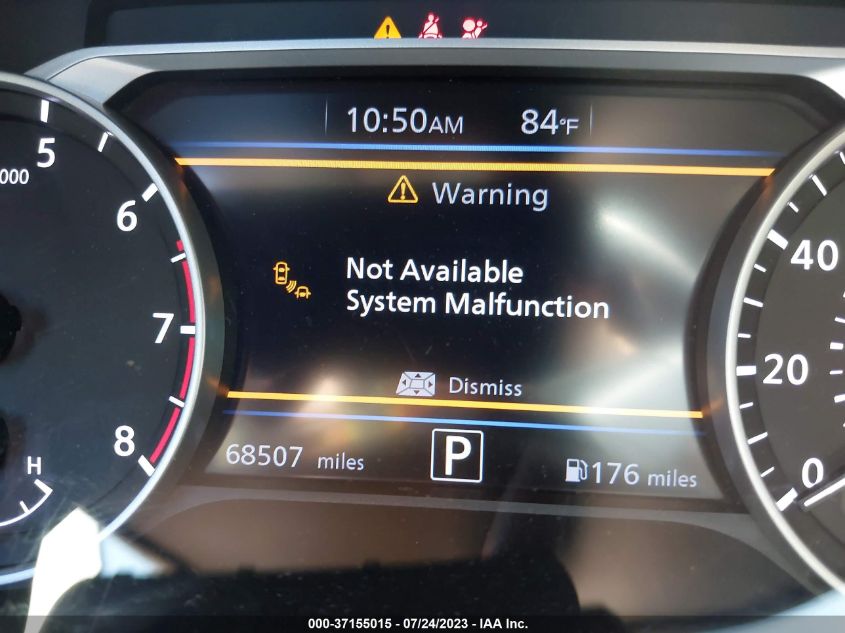 10:50AM 84°F
5
000
Warning
6
40
Not Available
System Malfunction
7
20
Dismiss
8
68507 miles P 176 miles
H
0
000-37155015 - 07/24/2023 - IAA Inc.